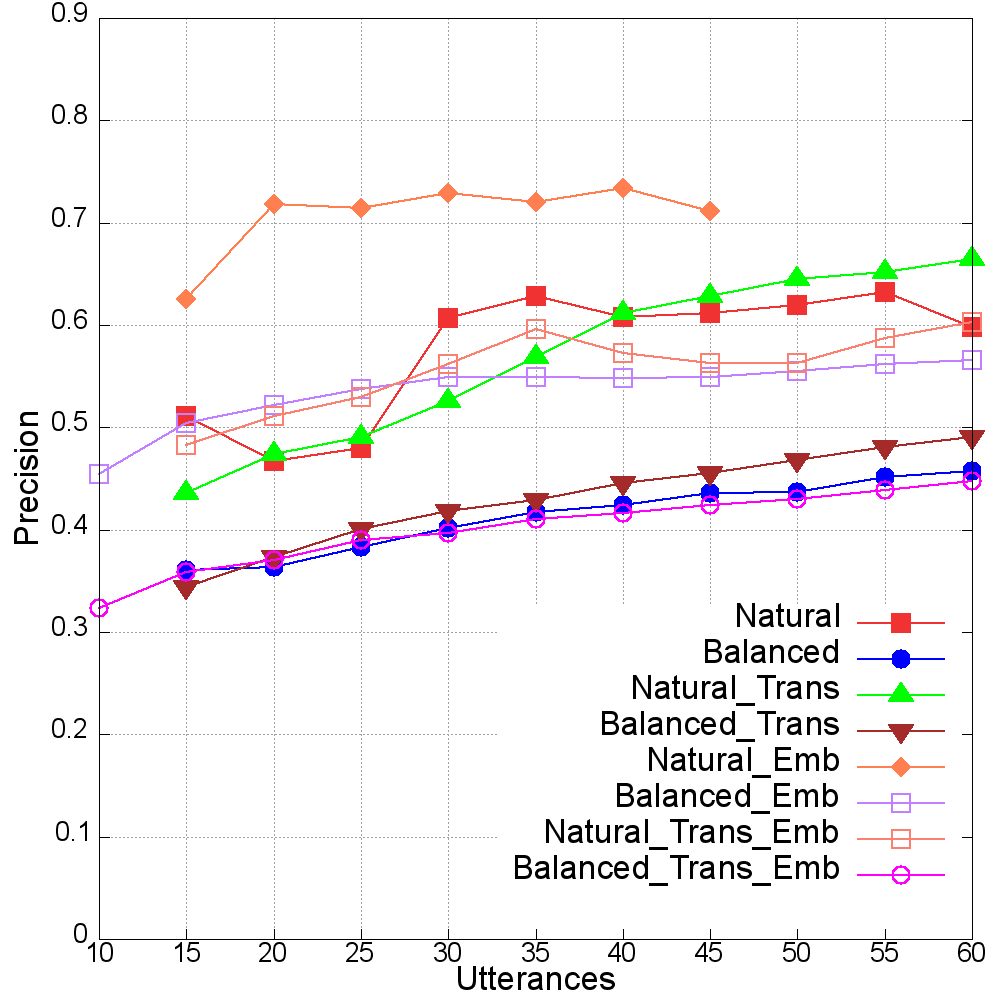 0.9
0.8
0.7
0.6
0.5
0.4
0.3
0.2
0.1
0
Precision
Natural
Balanced
Natural_Trans
Balanced_Trans
Natural_Emb
Balanced_Emb
Natural_Trans_Emb
Balanced_Trans_Emb
10 15 20 25 30 35 40 45 50 55 60
Utterances